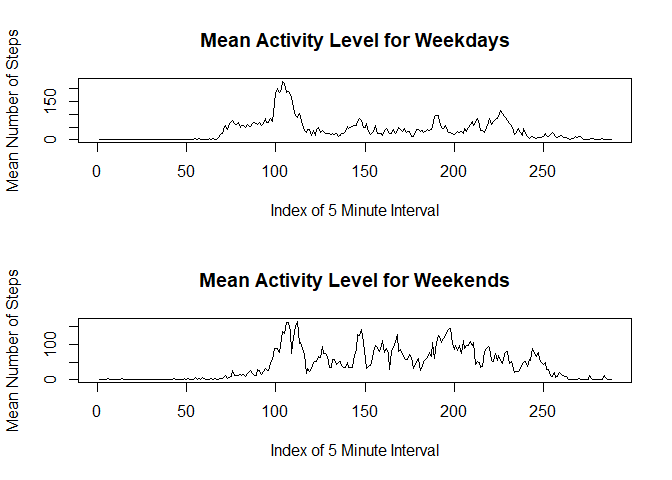 Mean Activity Level for Weekdays
Mean Number of Steps
150
0
0 50 100 150 200 250
Index of 5 Minute Interval
Mean Activity Level for Weekends
Mean Number of Steps
100
0
0 50 100 150 200 250
Index of 5 Minute Interval